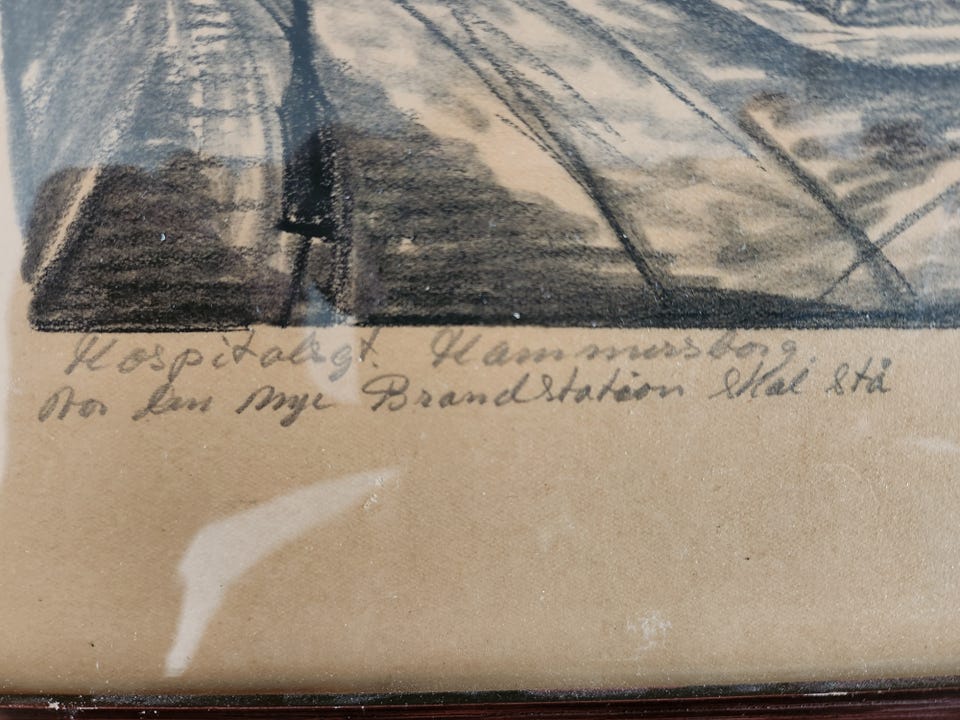 Hospitalsgt. Hammersborg.
Hvor den Nye Brandstation Skal Stå